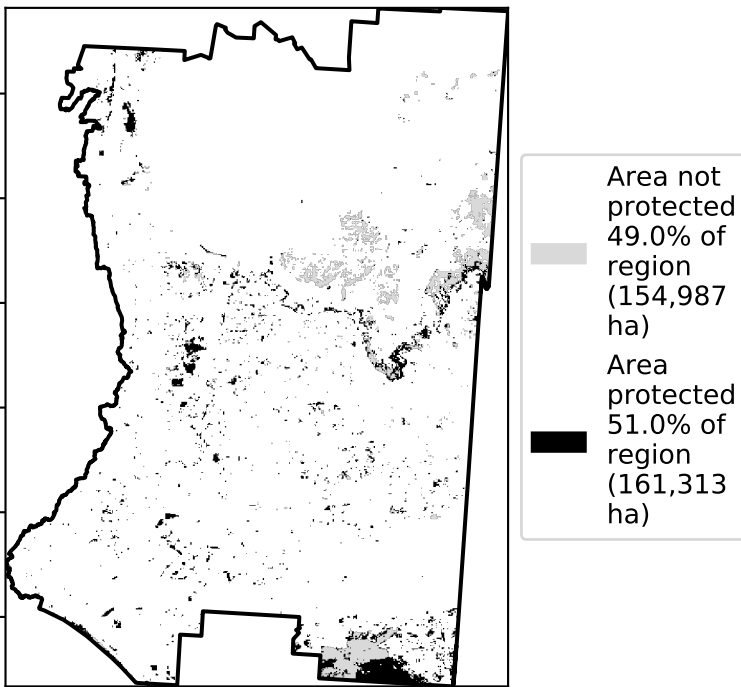 Area not
protected
49.0% of
region
(154,987
ha)
Area
protected
51.0% of
region
(161,313
ha)